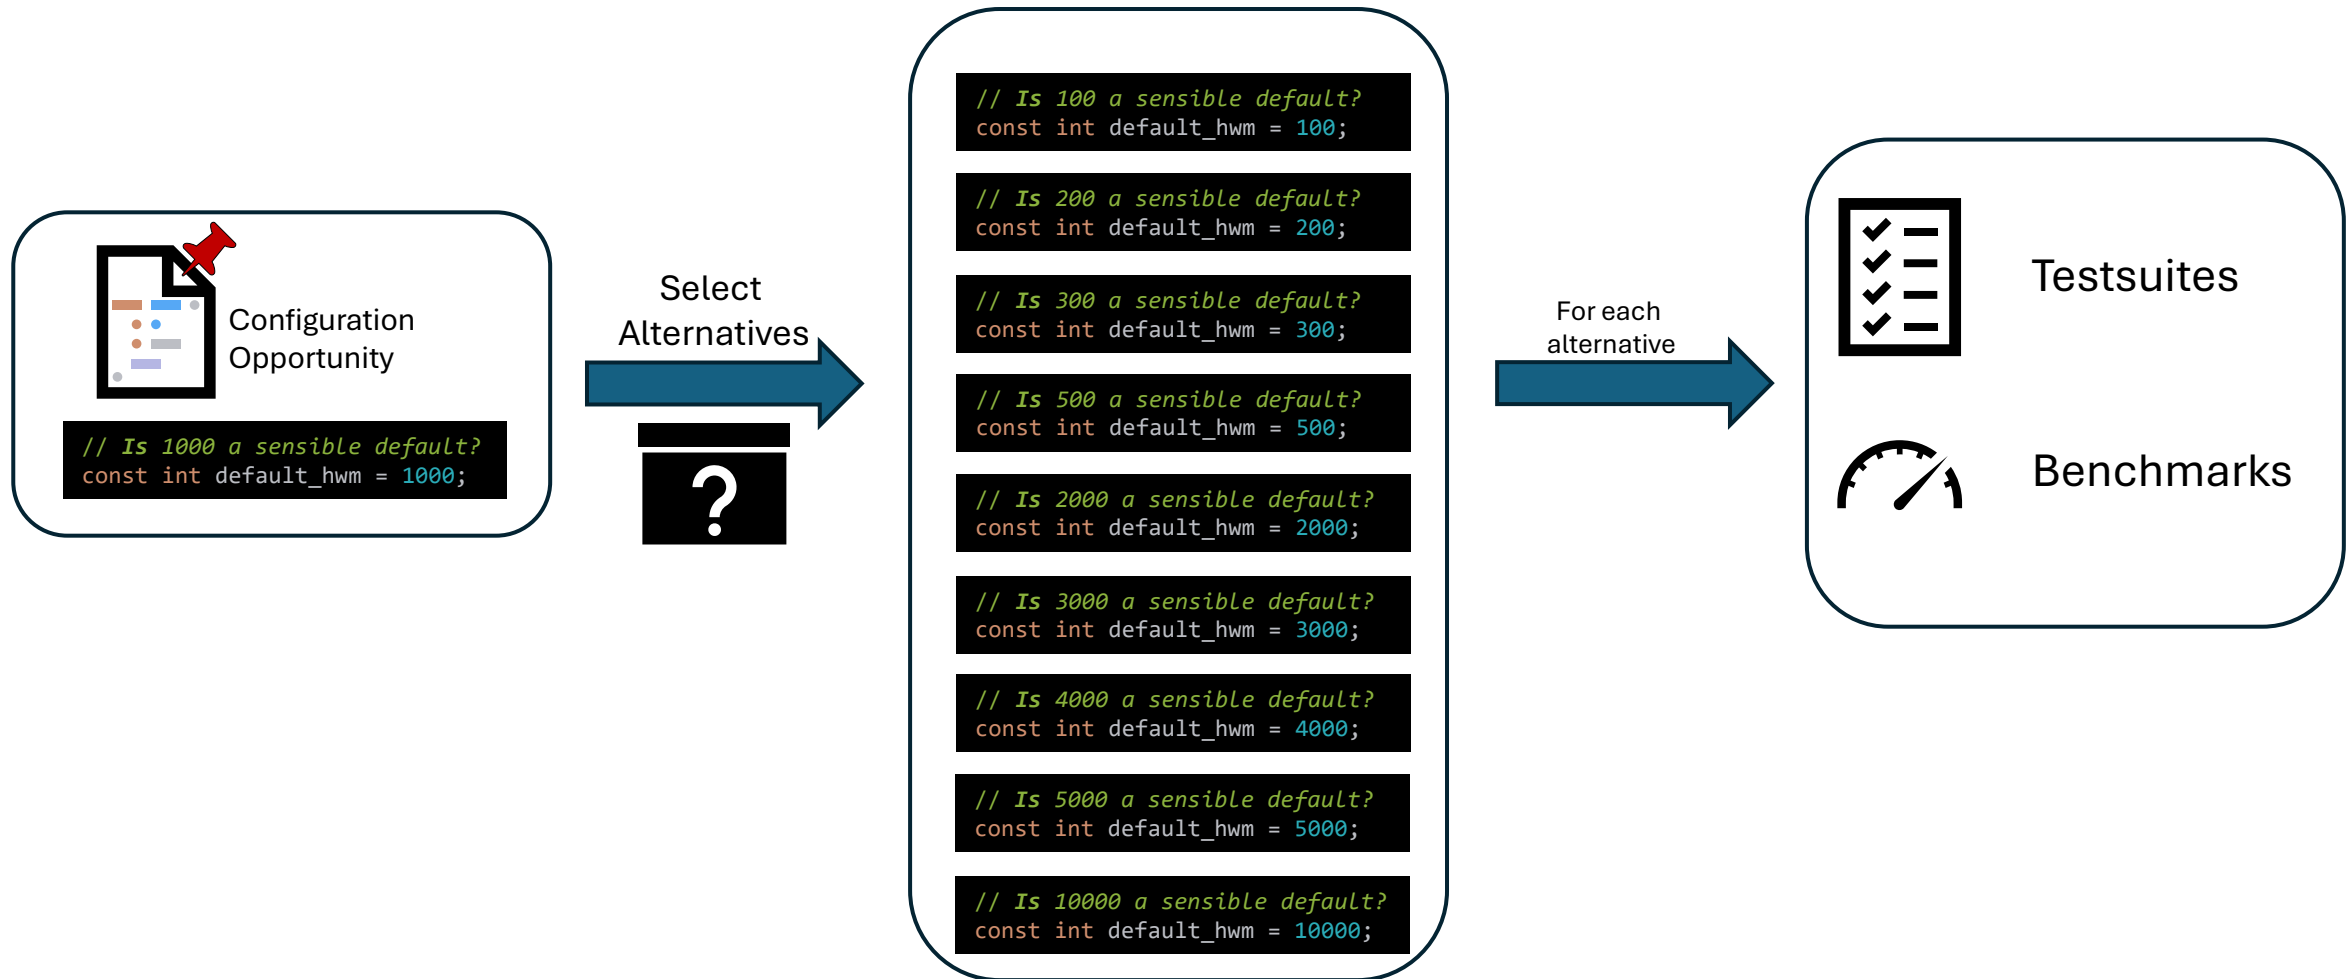 Configuration
Opportunity
// Is 1000 a sensible default?
const int default_hwm = 1000;
Select
Alternatives
?
// Is 100 a sensible default?
const int default_hwm = 100;
// Is 200 a sensible default?
const int default_hwm = 200;
// Is 300 a sensible default?
const int default_hwm = 300;
// Is 500 a sensible default?
const int default_hwm = 500;
// Is 2000 a sensible default?
const int default_hwm = 2000;
// Is 3000 a sensible default?
const int default_hwm = 3000;
// Is 4000 a sensible default?
const int default_hwm = 4000;
// Is 5000 a sensible default?
const int default_hwm = 5000;
// Is 10000 a sensible default?
const int default_hwm = 10000;
For each
alternative
Testsuites
Benchmarks